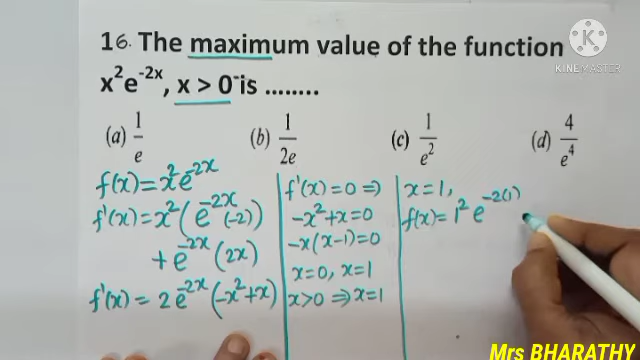 16. The maximum value of the function
x²e⁻²ˣ, x > 0 is ........
(a) 1/e (b) 1/2e (c) 1/e² (d) 4/e⁴
f(x)=x²e⁻²ˣ
f'(x)=x²(e⁻²ˣ(-2))
+e⁻²ˣ(2x)
f'(x)= 2e⁻²ˣ(-x²+x)
f'(x)=0 ⇒
-x²+x=0
-x(x-1)=0
x=0, x=1
x>0 ⇒ x=1
x=1,
f(x)= 1² e⁻²⁽¹⁾
KINEMASTER
Mrs BHARATHY